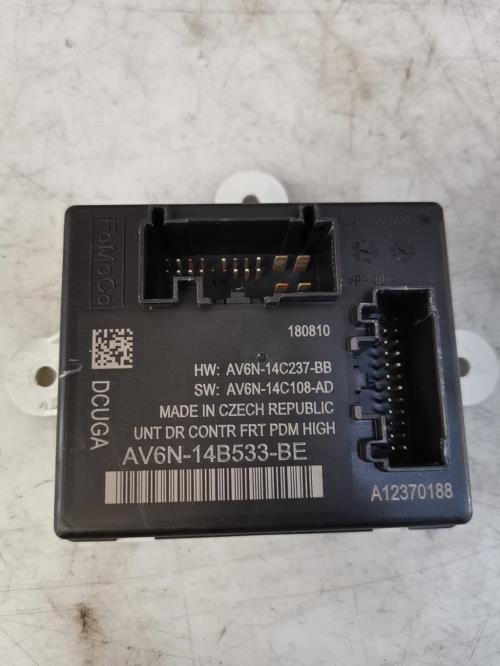 FoMoCo
180810
HW: AV6N-14C237-BB
SW: AV6N-14C108-AD
MADE IN CZECH REPUBLIC
UNT DR CONTR FRT PDM HIGH
AV6N-14B533-BE
DCUGA
A12370188